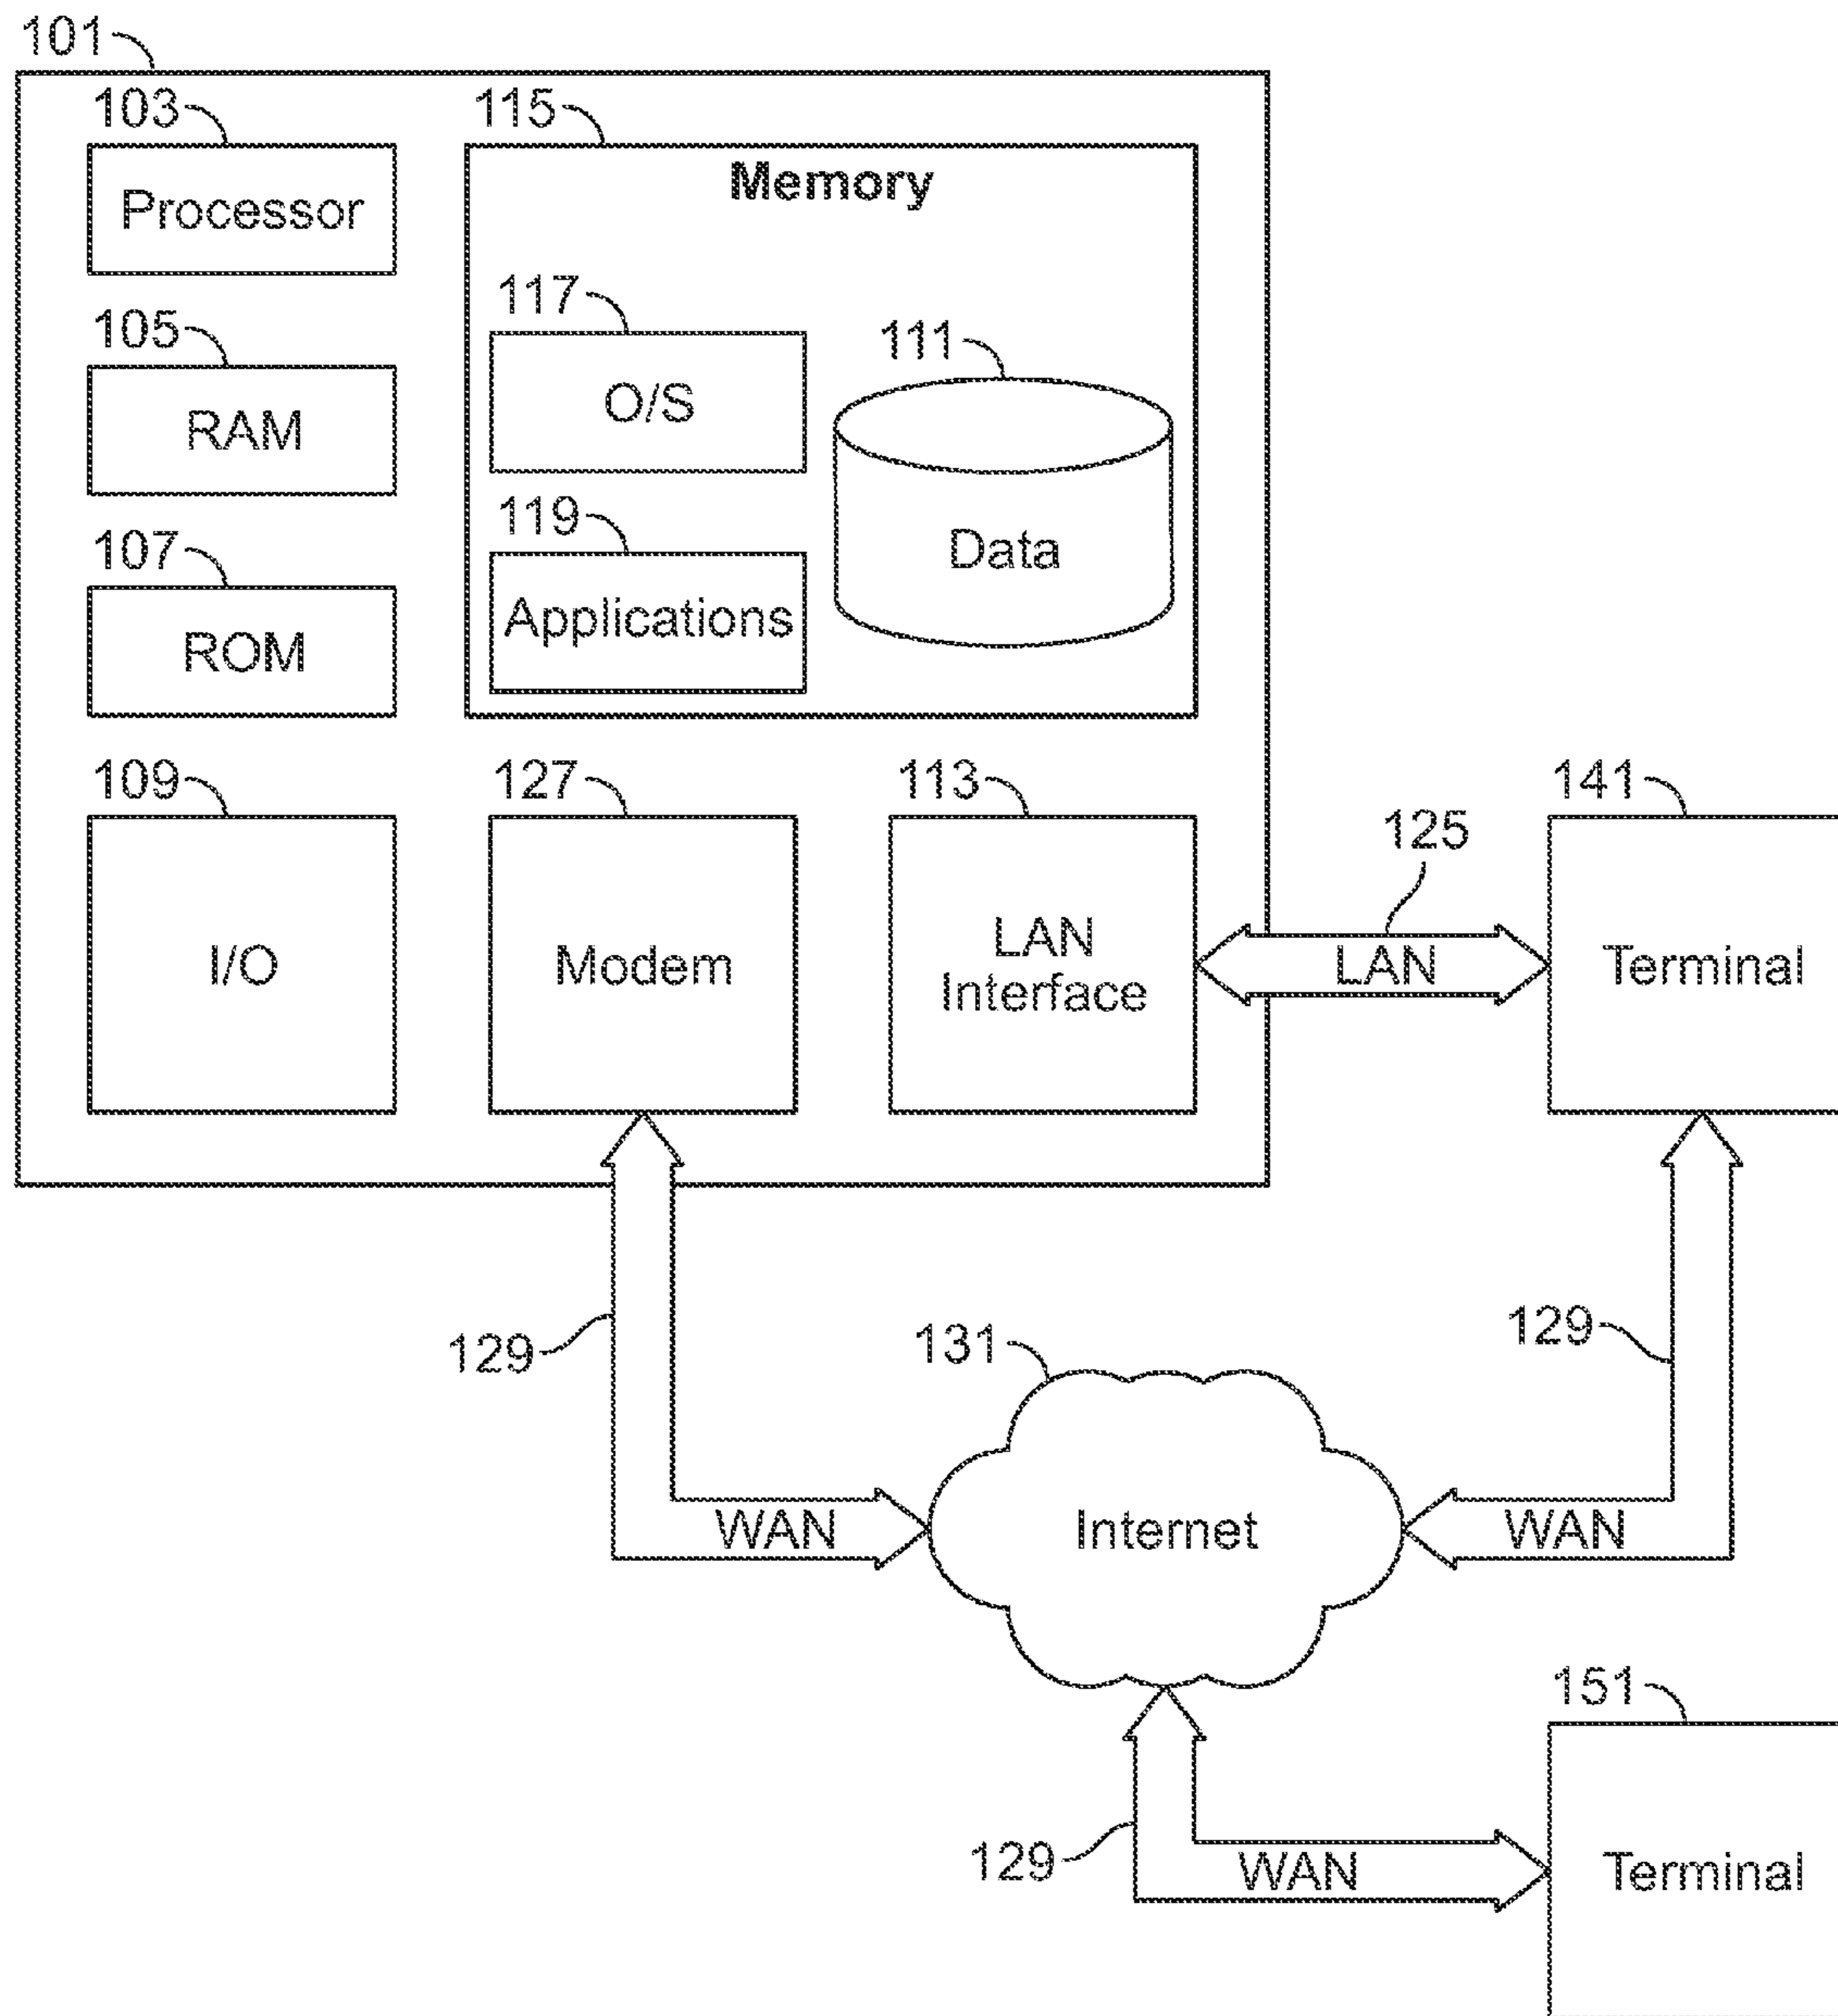 101
103
115
Processor
Memory
105
117
111
RAM
O/S
107
119
Data
ROM
Applications
109
127
113
141
125
I/O
Modem
LAN
Interface
LAN
Terminal
129
131
129
WAN
Internet
WAN
151
129
WAN
Terminal